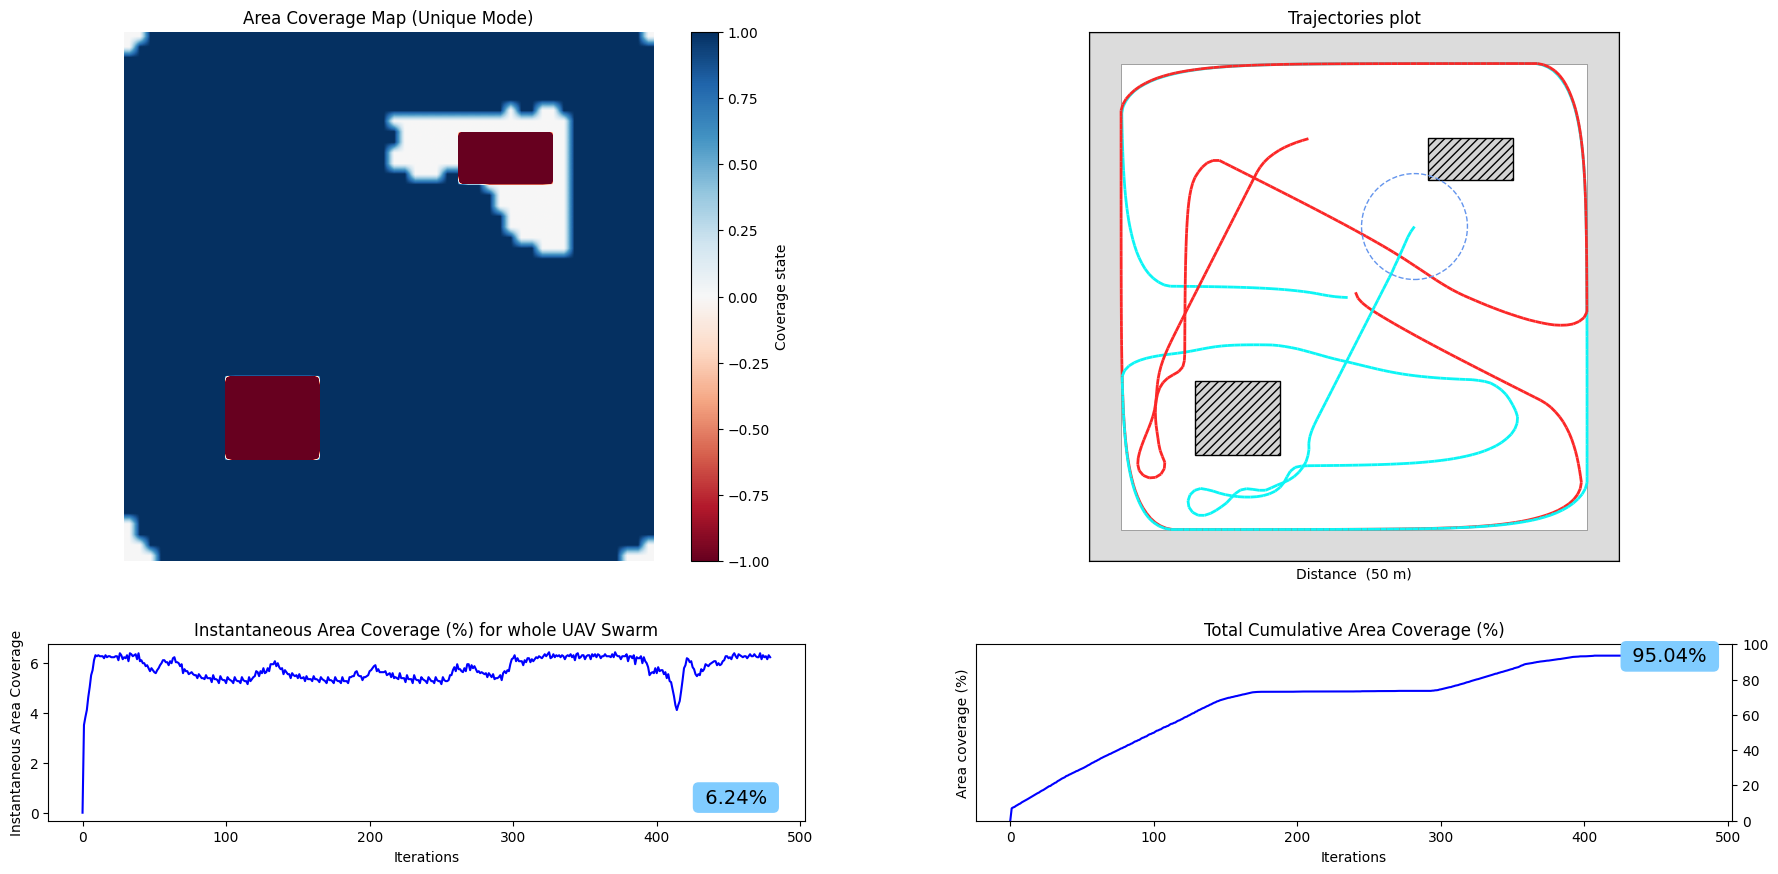 Area Coverage Map (Unique Mode)
1.00
0.75
0.50
0.25
0.00
−0.25
−0.50
−0.75
−1.00
Coverage state
Trajectories plot
Distance  (50 m)
Instantaneous Area Coverage (%) for whole UAV Swarm
Instantaneous Area Coverage
6
4
2
0
6.24%
0 100 200 300 400 500
Iterations
Total Cumulative Area Coverage (%)
Area coverage (%)
95.04%
100
80
60
40
20
0
0 100 200 300 400 500
Iterations